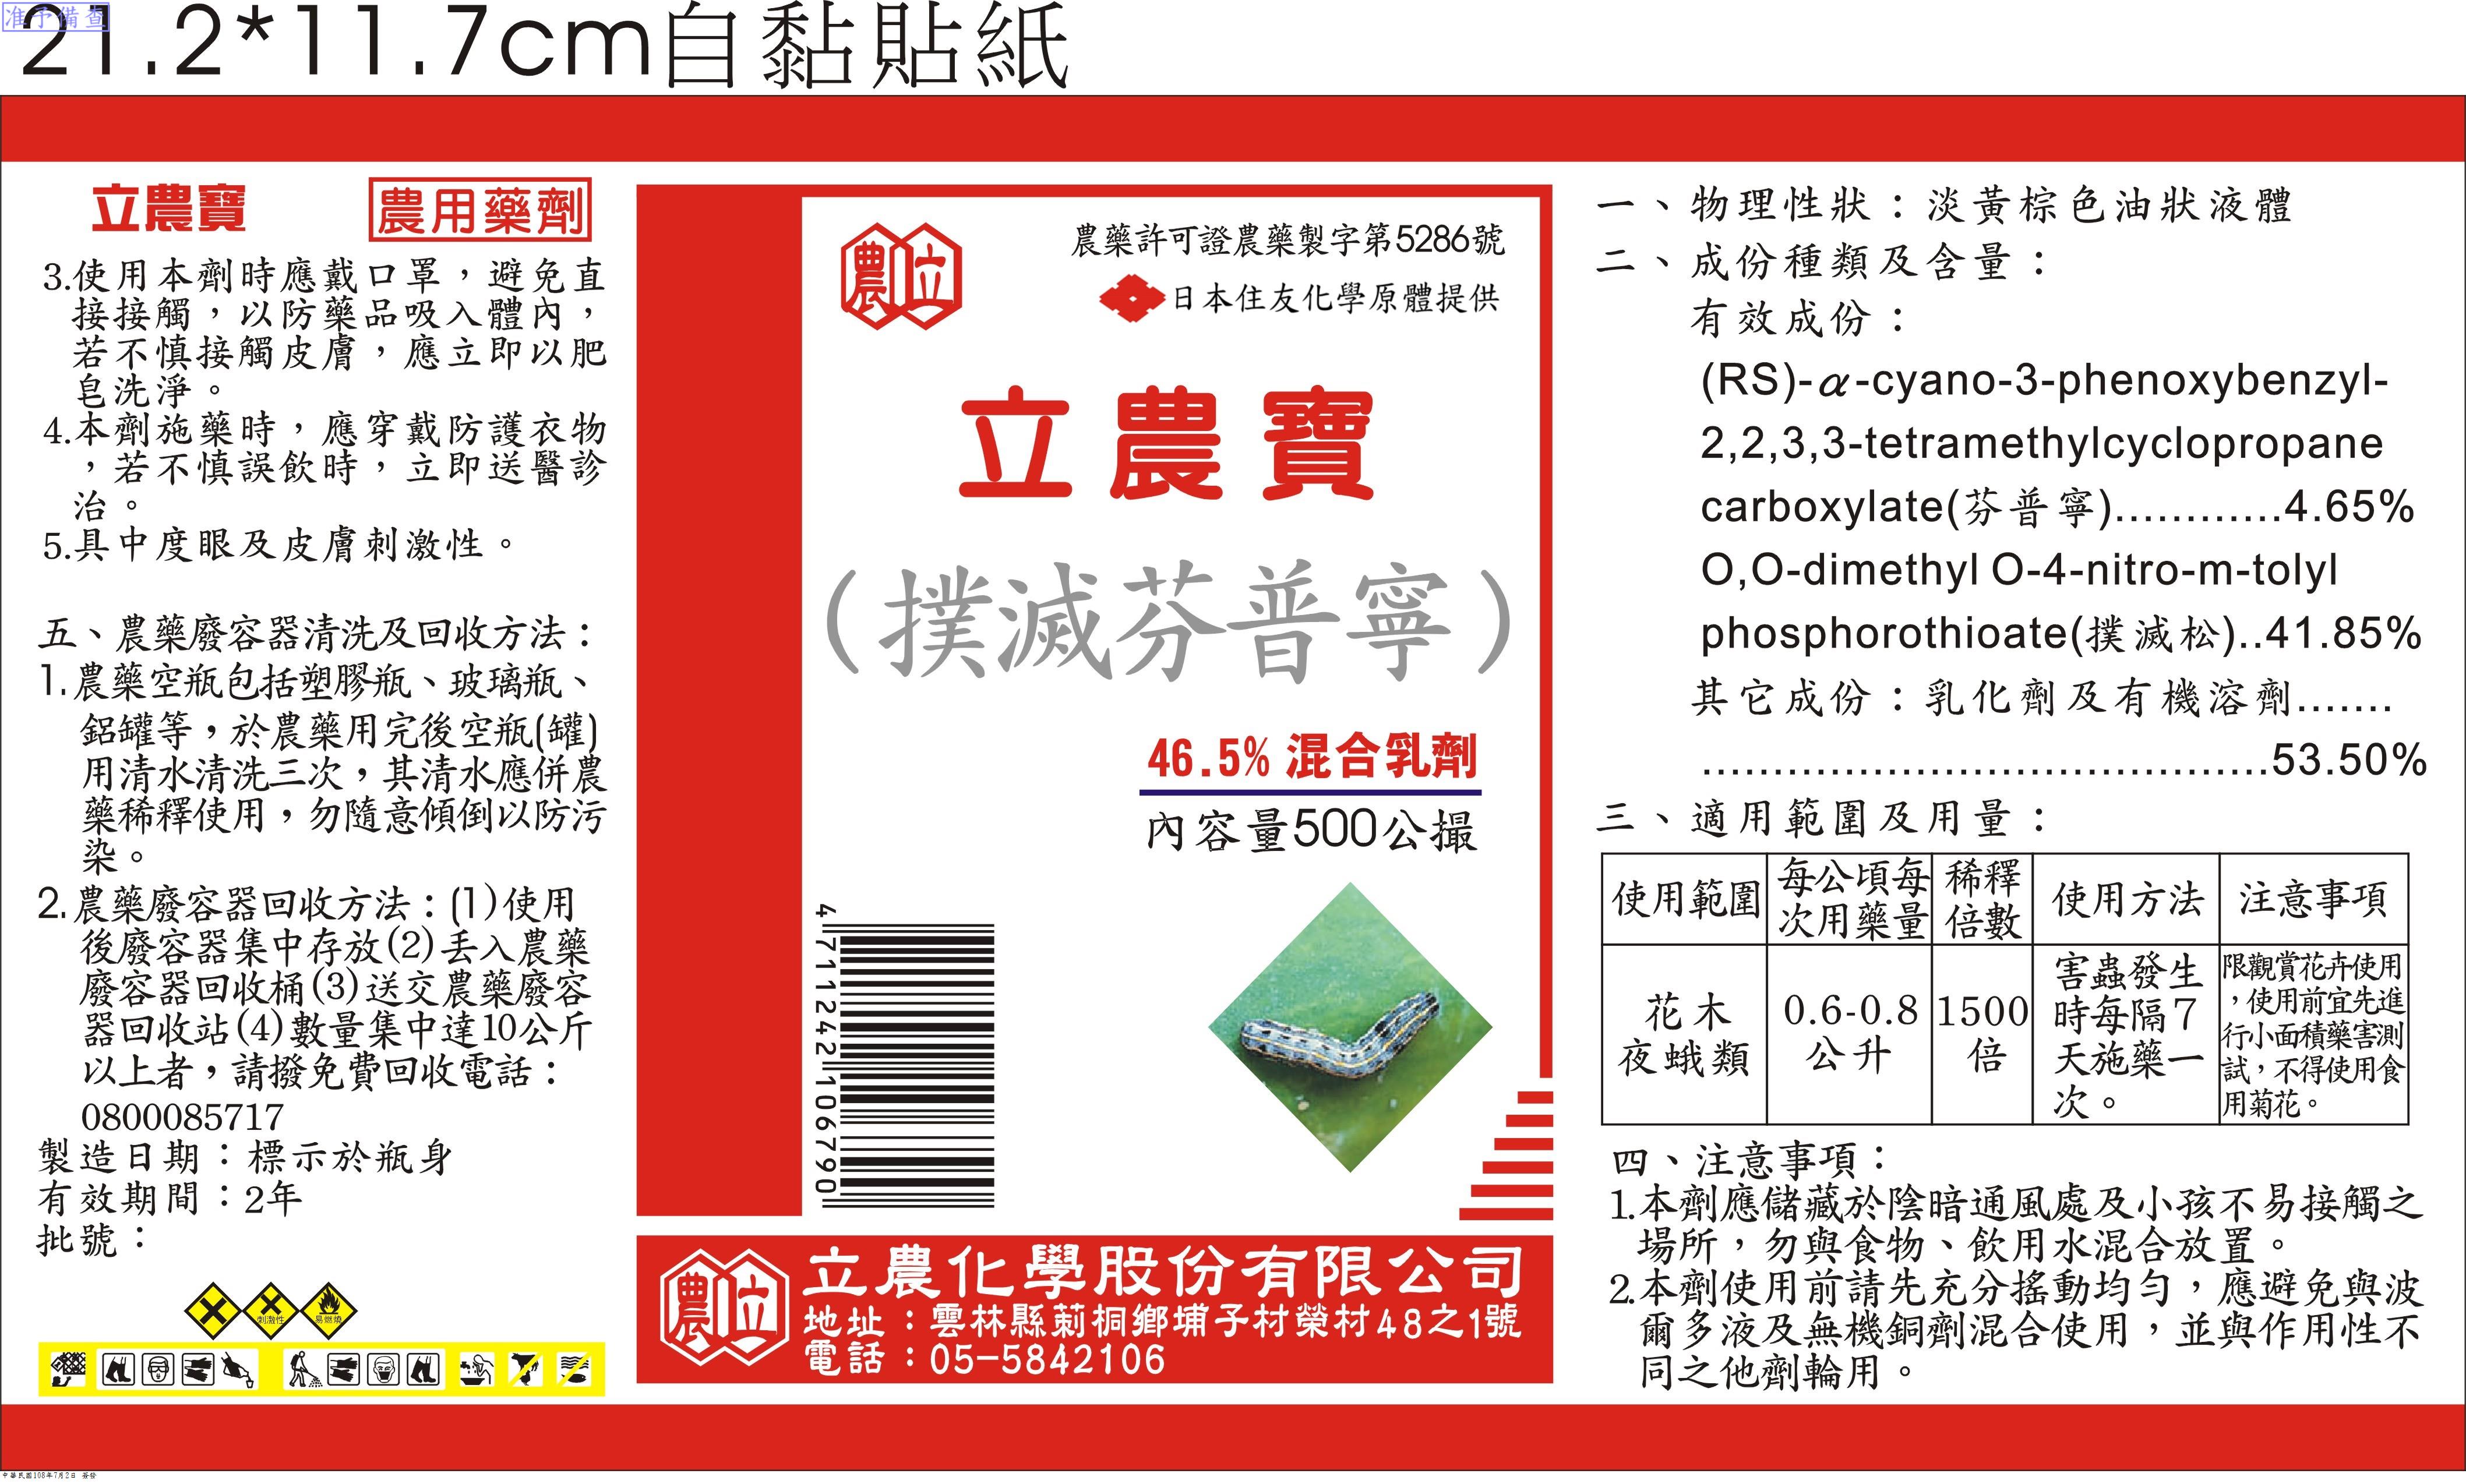 准予備查
21.2*11.7cm自黏貼紙
立農寶
農用藥劑
3.使用本劑時應戴口罩，避免直
接接觸，以防藥品吸入體內，
若不慎接觸皮膚，應立即以肥
皂洗淨。
4.本劑施藥時，應穿戴防護衣物
，若不慎誤飲時，立即送醫診
治。
5.具中度眼及皮膚刺激性。
五、農藥廢容器清洗及回收方法：
1.農藥空瓶包括塑膠瓶、玻璃瓶、
鋁罐等，於農藥用完後空瓶(罐)
用清水清洗三次，其清水應併農
藥稀釋使用，勿隨意傾倒以防污
染。
2.農藥廢容器回收方法：(1)使用
後廢容器集中存放(2)丟入農藥
廢容器回收桶(3)送交農藥廢容
器回收站(4)數量集中達10公斤
以上者，請撥免費回收電話：
0800085717
製造日期：標示於瓶身
有效期間：2年
批號：
刺激性
易燃燒
農立
農藥許可證農藥製字第5286號
日本住友化學原體提供
立農寶
(撲滅芬普寧)
46.5% 混合乳劑
內容量500公撮
4 711242 106790
農立
立農化學股份有限公司
地址：雲林縣莿桐鄉埔子村榮村48之1號
電話：05-5842106
一、物理性狀：淡黃棕色油狀液體
二、成份種類及含量：
有效成份：
(RS)-α-cyano-3-phenoxybenzyl-
2,2,3,3-tetramethylcyclopropane
carboxylate(芬普寧)............4.65%
O,O-dimethyl O-4-nitro-m-tolyl
phosphorothioate(撲滅松)..41.85%
其它成份：乳化劑及有機溶劑.......
........................................53.50%
三、適用範圍及用量：
使用範圍
每公頃每
次用藥量
稀釋
倍數
使用方法
注意事項
花木
夜蛾類
0.6-0.8
公升
1500
倍
害蟲發生
時每隔7
天施藥一
次。
限觀賞花卉使用
，使用前宜先進
行小面積藥害測
試，不得使用食
用菊花。
四、注意事項：
1.本劑應儲藏於陰暗通風處及小孩不易接觸之
場所，勿與食物、飲用水混合放置。
2.本劑使用前請先充分搖動均勻，應避免與波
爾多液及無機銅劑混合使用，並與作用性不
同之他劑輪用。
中華民國108年7月2日 簽發